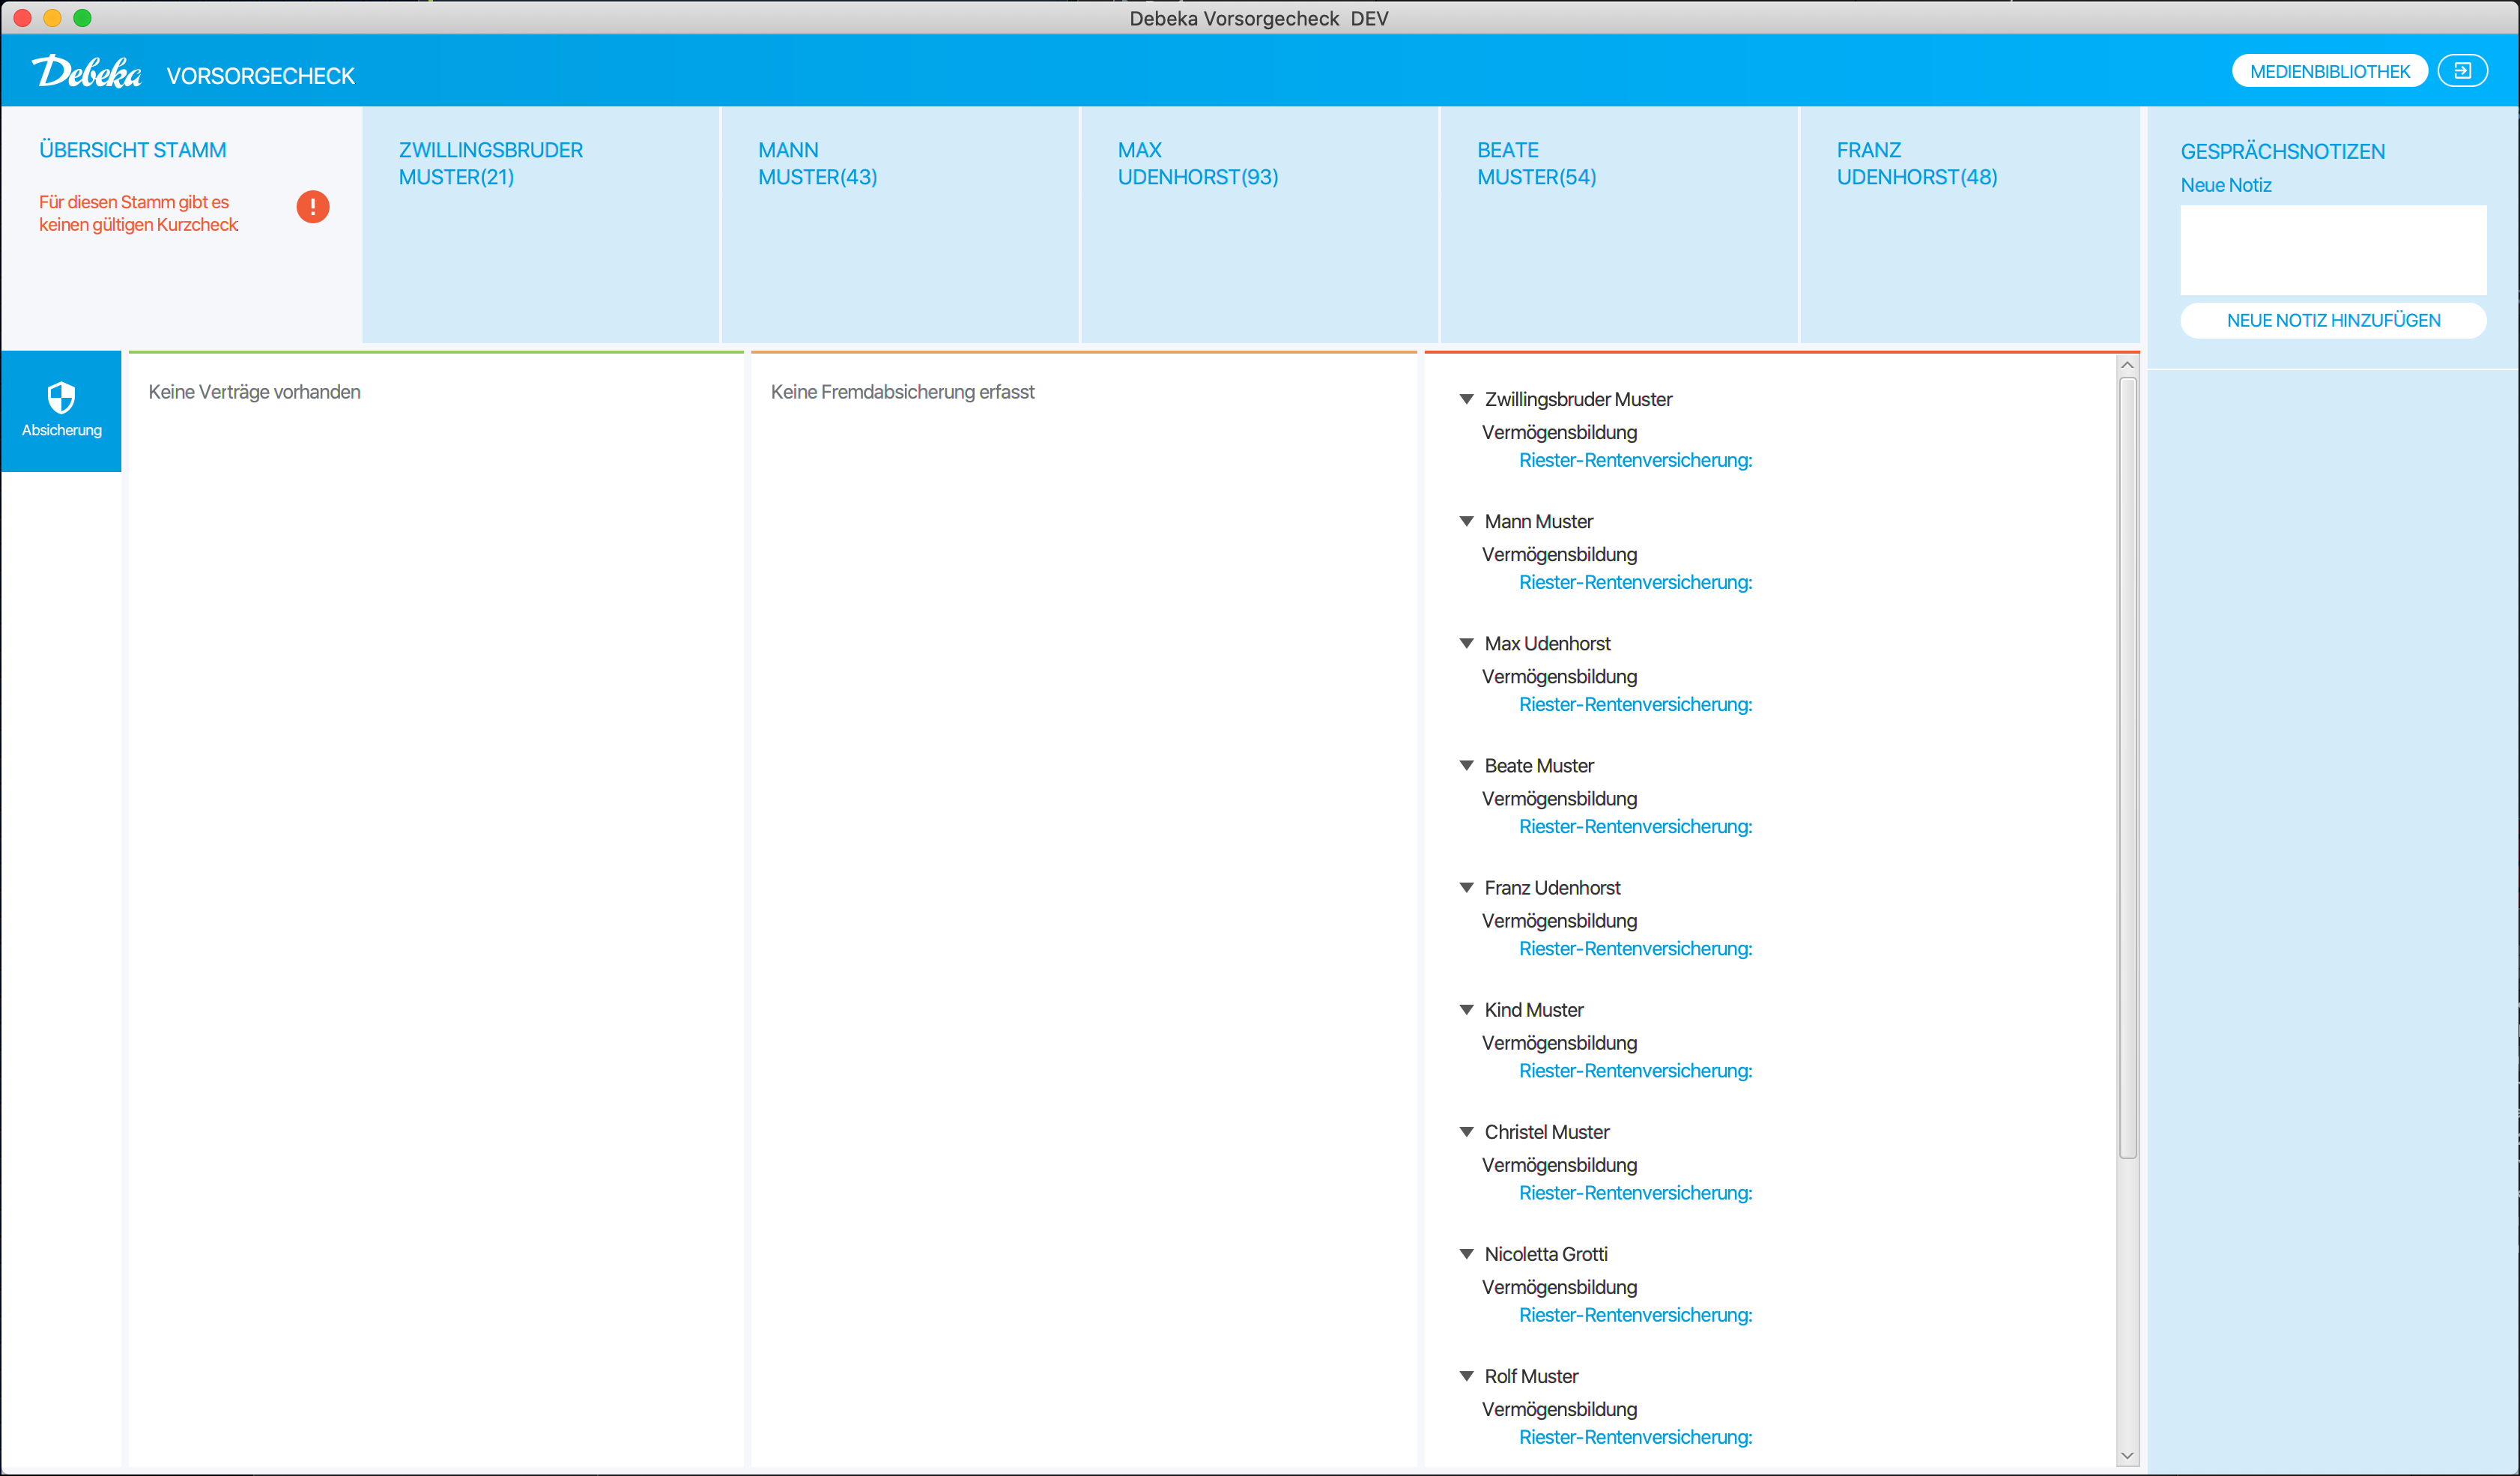 Debeka Vorsorgecheck DEV
Debeka VORSORGECHECK
MEDIENBIBLIOTHEK
ÜBERSICHT STAMM
Für diesen Stamm gibt es
keinen gültigen Kurzcheck.
ZWILLINGSBRUDER
MUSTER(21)
MANN
MUSTER(43)
MAX
UDENHORST(93)
BEATE
MUSTER(54)
FRANZ
UDENHORST(48)
GESPRÄCHSNOTIZEN
Neue Notiz
NEUE NOTIZ HINZUFÜGEN
Absicherung
Keine Verträge vorhanden
Keine Fremdabsicherung erfasst
Zwillingsbruder Muster
Vermögensbildung
Riester-Rentenversicherung:
Mann Muster
Vermögensbildung
Riester-Rentenversicherung:
Max Udenhorst
Vermögensbildung
Riester-Rentenversicherung:
Beate Muster
Vermögensbildung
Riester-Rentenversicherung:
Franz Udenhorst
Vermögensbildung
Riester-Rentenversicherung:
Kind Muster
Vermögensbildung
Riester-Rentenversicherung:
Christel Muster
Vermögensbildung
Riester-Rentenversicherung:
Nicoletta Grotti
Vermögensbildung
Riester-Rentenversicherung:
Rolf Muster
Vermögensbildung
Riester-Rentenversicherung: